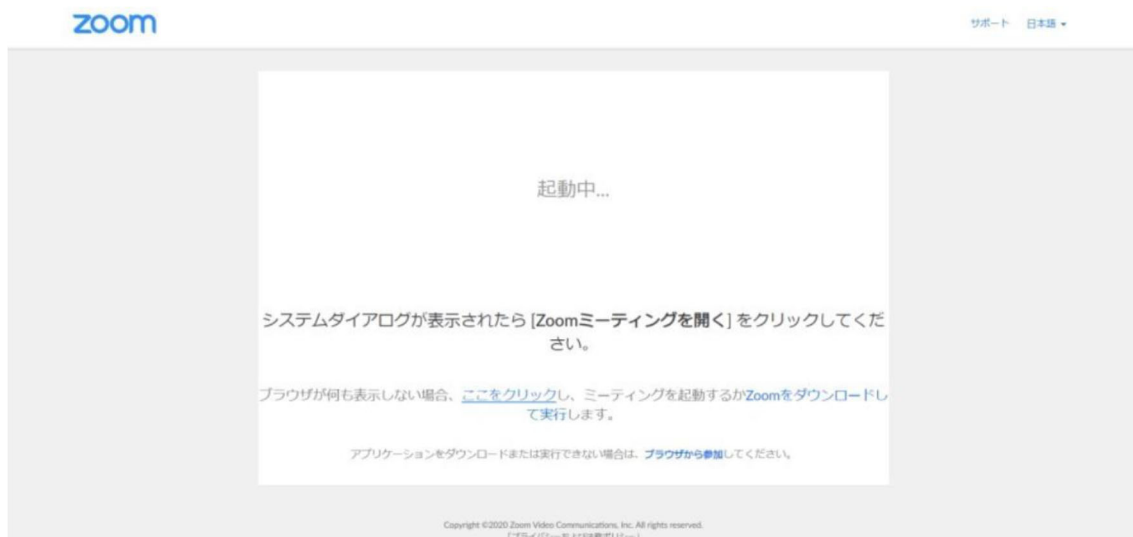 zoom
サポート 日本語
起動中...
システムダイアログが表示されたら [Zoomミーティングを開く] をクリックしてくだ
さい。
ブラウザが何も表示しない場合、ここをクリックし、ミーティングを起動するかZoomをダウンロードし
て実行します。
アプリケーションをダウンロードまたは実行できない場合は、ブラウザから参加してください。
Copyright ©2020 Zoom Video Communications, Inc. All rights reserved.